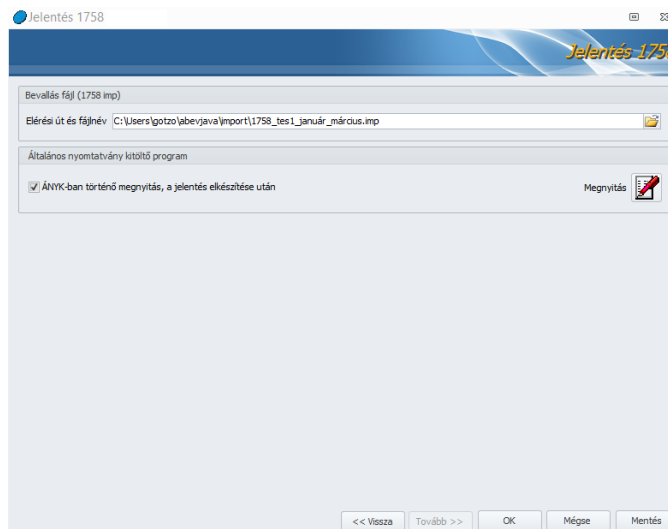 Jelentés 1758
Jelentés 1758
Bevallás fájl (1758 imp)
Elérési út és fájlnév C:\Users\gotzo\abevjava\import\1758_tes1_január_március.imp
Általános nyomtatvány kitöltő program
ÁNYK-ban történő megnyitás, a jelentés elkészítése után
Megnyitás
<< Vissza Tovább >> OK Mégse Mentés